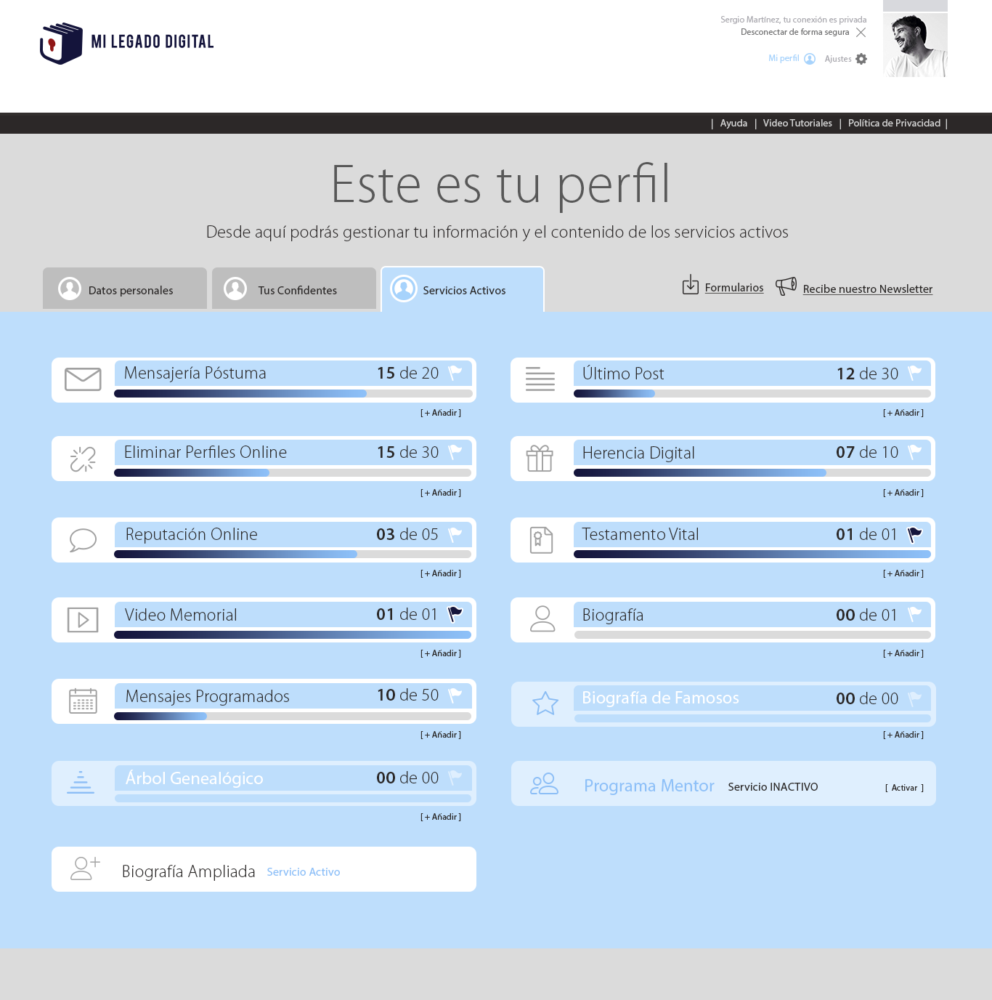 MI LEGADO DIGITAL
Sergio Martínez, tu conexión es privada
Desconectar de forma segura
Mi perfil
Ajustes
| Ayuda | Video Tutoriales | Política de Privacidad |
Este es tu perfil
Desde aquí podrás gestionar tu información y el contenido de los servicios activos
Datos personales
Tus Confidentes
Servicios Activos
Formularios
Recibe nuestro Newsletter
Mensajería Póstuma 15 de 20
[ + Añadir ]
Último Post 12 de 30
[ + Añadir ]
Eliminar Perfiles Online 15 de 30
[ + Añadir ]
Herencia Digital 07 de 10
[ + Añadir ]
Reputación Online 03 de 05
[ + Añadir ]
Testamento Vital 01 de 01
[ + Añadir ]
Video Memorial 01 de 01
[ + Añadir ]
Biografía 00 de 01
[ + Añadir ]
Mensajes Programados 10 de 50
[ + Añadir ]
Biografía de Famosos 00 de 00
[ + Añadir ]
Árbol Genealógico 00 de 00
[ + Añadir ]
Programa Mentor Servicio INACTIVO [ Activar ]
Biografía Ampliada Servicio Activo